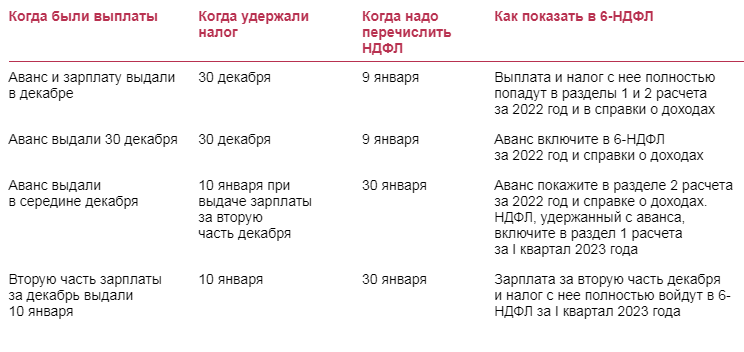 Когда были выплаты
Когда удержали
налог
Когда надо
перечислить
НДФЛ
Как показать в 6-НДФЛ
Аванс и зарплату выдали
в декабре
30 декабря
9 января
Выплата и налог с нее полностью
попадут в разделы 1 и 2 расчета
за 2022 год и в справки о доходах
Аванс выдали 30 декабря
30 декабря
9 января
Аванс включите в 6-НДФЛ
за 2022 год и справки о доходах
Аванс выдали
в середине декабря
10 января при
выдаче зарплаты
за вторую
часть декабря
30 января
Аванс покажите в разделе 2 расчета
за 2022 год и справке о доходах.
НДФЛ, удержанный с аванса,
включите в раздел 1 расчета
за I квартал 2023 года
Вторую часть зарплаты
за декабрь выдали
10 января
10 января
30 января
Зарплата за вторую часть декабря
и налог с нее полностью войдут в 6-
НДФЛ за I квартал 2023 года